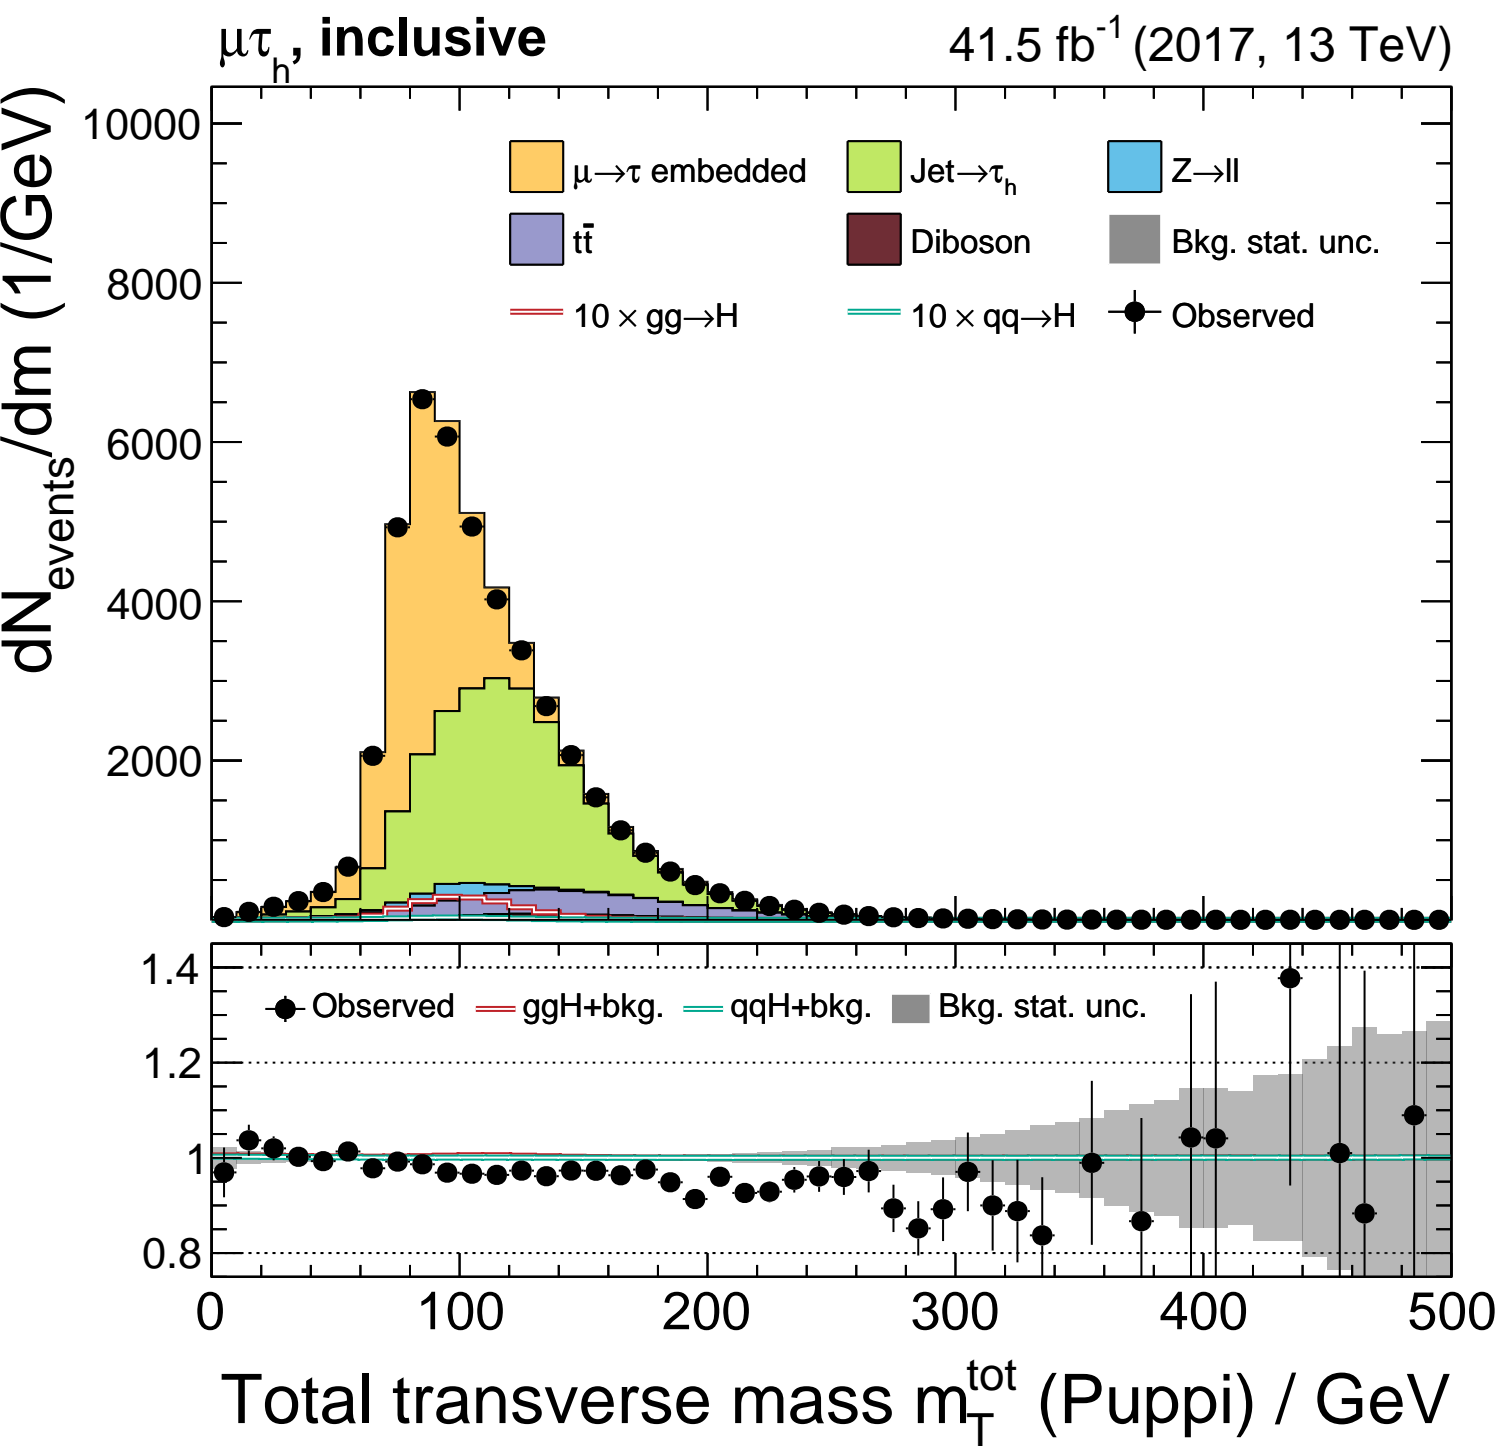 μτh, inclusive 41.5 fb-1 (2017, 13 TeV)
dNevents/dm (1/GeV)
10000
8000
6000
4000
2000
μ→τ embedded Jet→τh Z→ll
tt̄ Diboson Bkg. stat. unc.
10 × gg→H 10 × qq→H Observed
1.4
1.2
1
0.8
Observed ggH+bkg. qqH+bkg. Bkg. stat. unc.
0 100 200 300 400 500
Total transverse mass mTtot (Puppi) / GeV